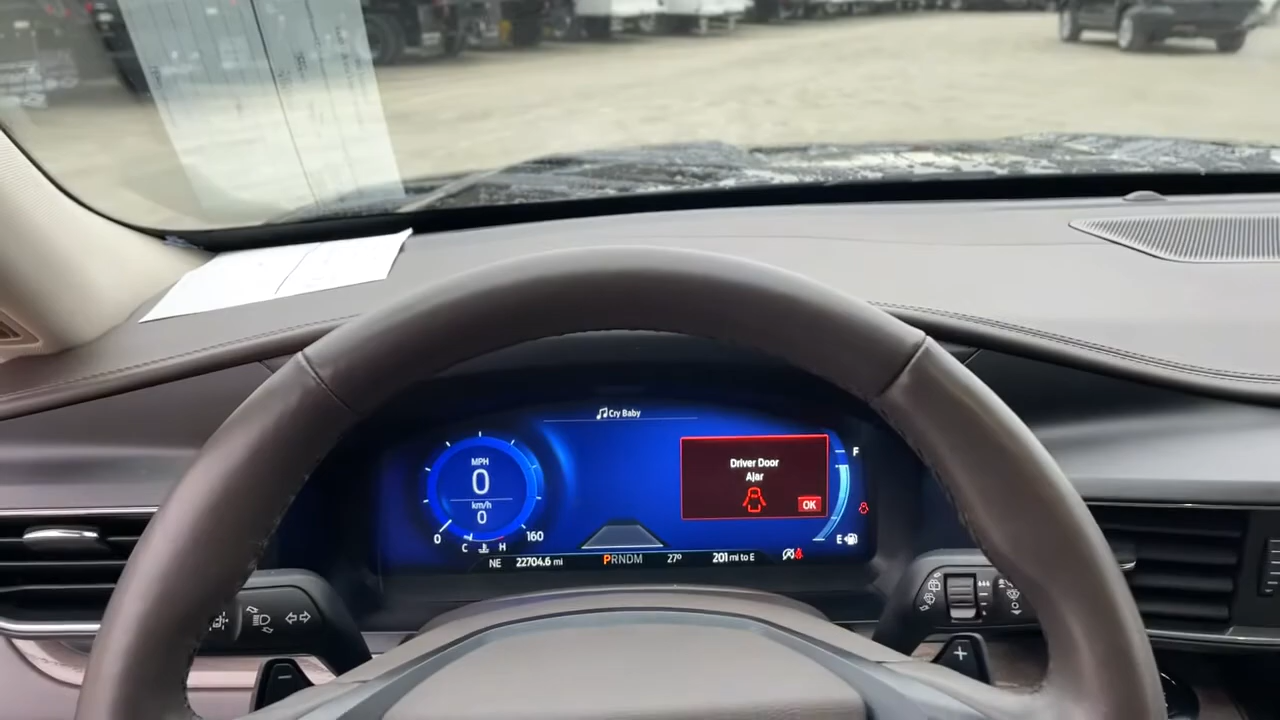 Cry Baby
MPH
0
km/h
0
0
160
C
H
Driver Door
Ajar
OK
F
E
NE
22704.6 mi
PRNDM
27°
201 mi to E
−
+